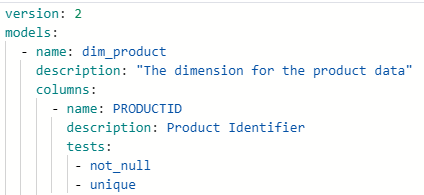 version: 2
models:
- name: dim_product
description: "The dimension for the product data"
columns:
- name: PRODUCTID
description: Product Identifier
tests:
- not_null
- unique